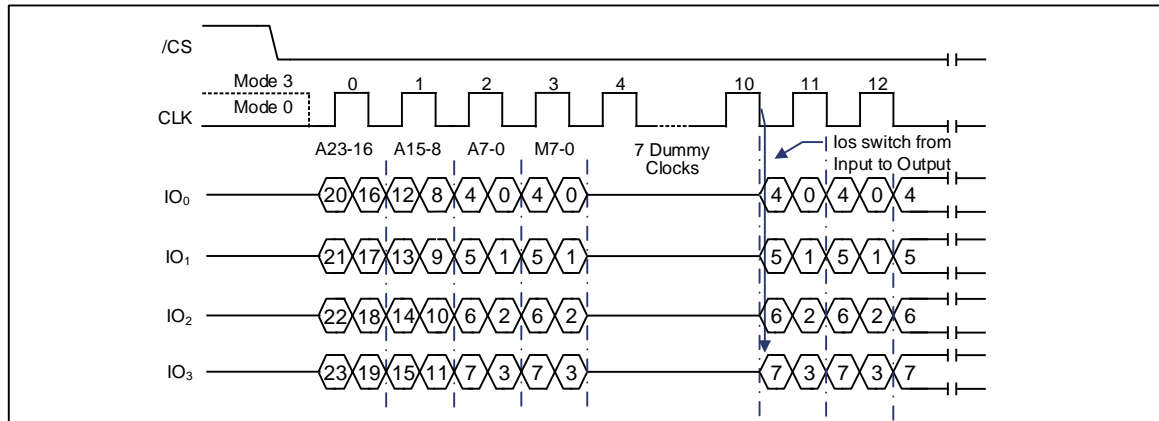 /CS
Mode 3
0 1 2 3 4 10 11 12
Mode 0
CLK
Ios switch from
Input to Output
A23-16 A15-8 A7-0 M7-0 7 Dummy
Clocks
IO0 20 16 12 8 4 0 4 0 4 0 4 0 4
IO1 21 17 13 9 5 1 5 1 5 1 5 1 5
IO2 22 18 14 10 6 2 6 2 6 2 6 2 6
IO3 23 19 15 11 7 3 7 3 7 3 7 3 7